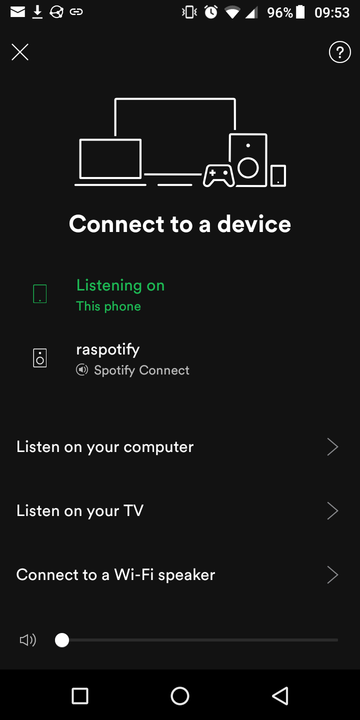 96% 09:53
?
Connect to a device
Listening on
This phone
raspotify
Spotify Connect
Listen on your computer
Listen on your TV
Connect to a Wi-Fi speaker